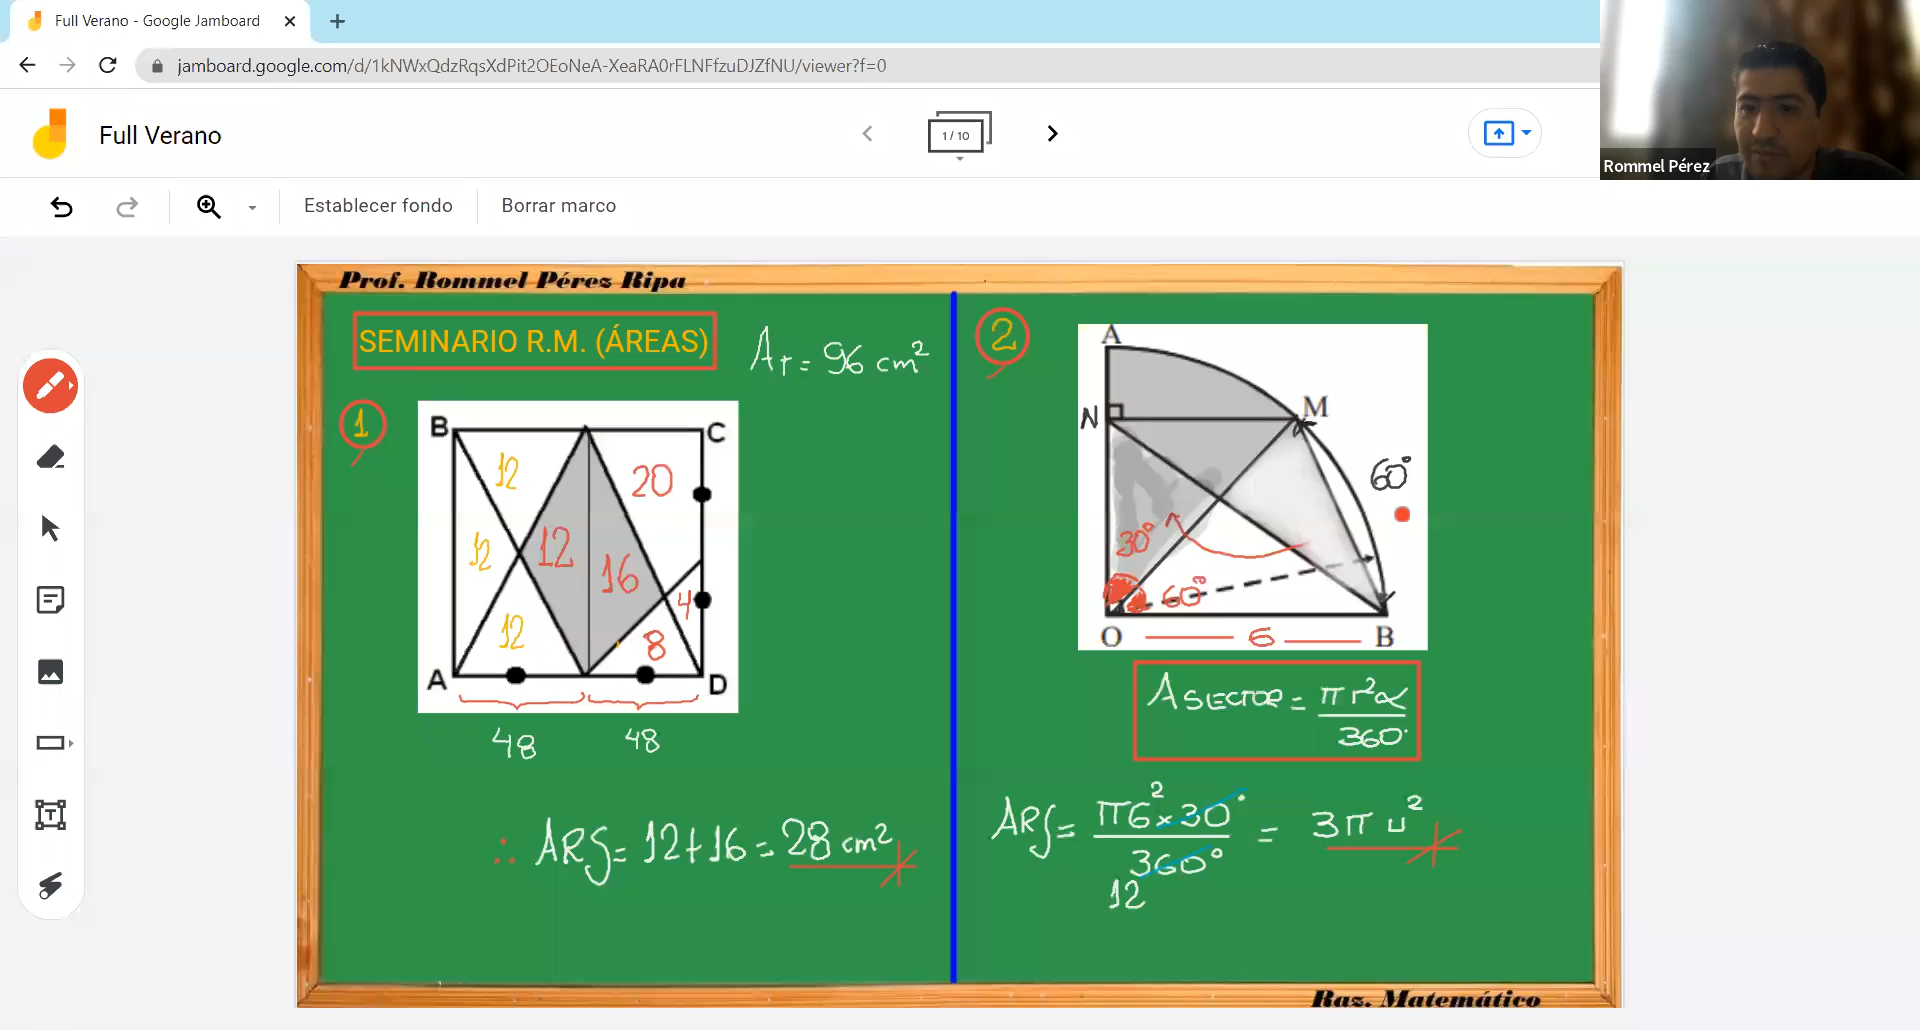 Full Verano - Google Jamboard
jamboard.google.com/d/1kNWxQdzRqsXdPit2OEoNeA-XeaRA0rFLNFfzuDJZfNU/viewer?f=0
Full Verano
1 / 10
Rommel Pérez
Establecer fondo
Borrar marco
Prof. Rommel Pérez Ripa
SEMINARIO R.M. (ÁREAS)
At = 96 cm²
1
B
C
12
20
12
12
16
4
12
8
A
D
48
48
∴ ARS = 12+16 = 28 cm²
2
A
N
M
60°
30°
60°
O
6
B
A SECTOR = πr²α
360°
ARS = π6²×30° = 3π u²
360°
12
Raz. Matemático